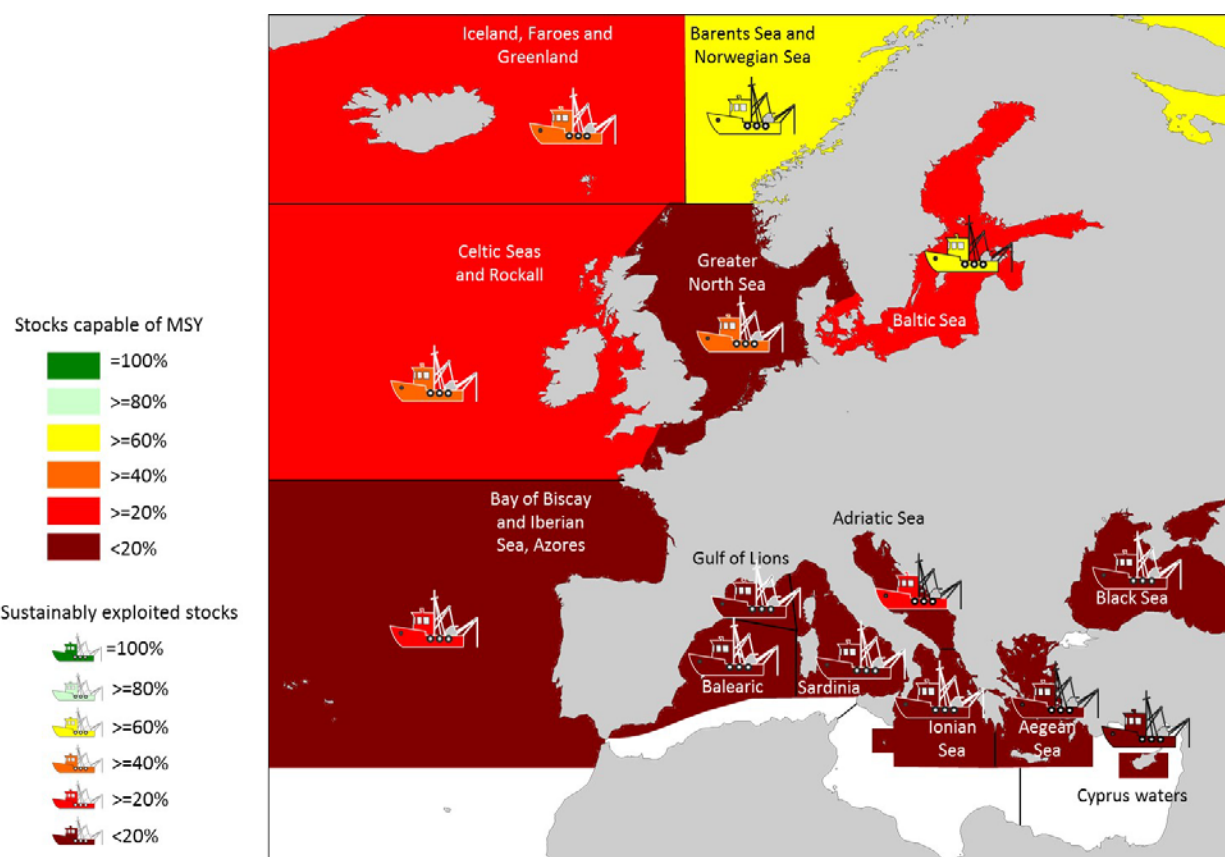 Iceland, Faroes and
Greenland
Barents Sea and
Norwegian Sea
Celtic Seas
and Rockall
Greater
North Sea
Baltic Sea
Stocks capable of MSY
=100%
>=80%
>=60%
>=40%
>=20%
<20%
Bay of Biscay
and Iberian
Sea, Azores
Adriatic Sea
Gulf of Lions
Black Sea
Balearic
Sardinia
Ionian
Sea
Aegean
Sea
Cyprus waters
Sustainably exploited stocks
=100%
>=80%
>=60%
>=40%
>=20%
<20%